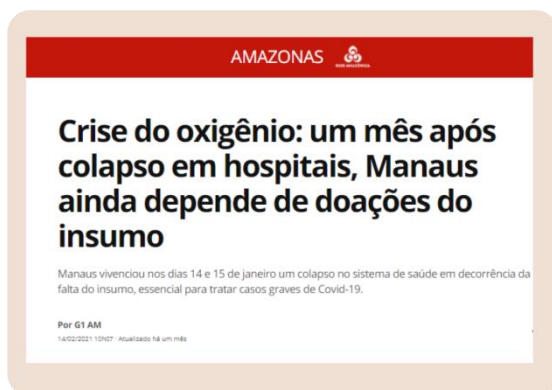 AMAZONAS
REDE AMAZÔNICA
Crise do oxigênio: um mês após
colapso em hospitais, Manaus
ainda depende de doações do
insumo
Manaus vivenciou nos dias 14 e 15 de janeiro um colapso no sistema de saúde em decorrência da
falta do insumo, essencial para tratar casos graves de Covid-19.
Por G1 AM
14/02/2021 10h07 · Atualizado há um mês